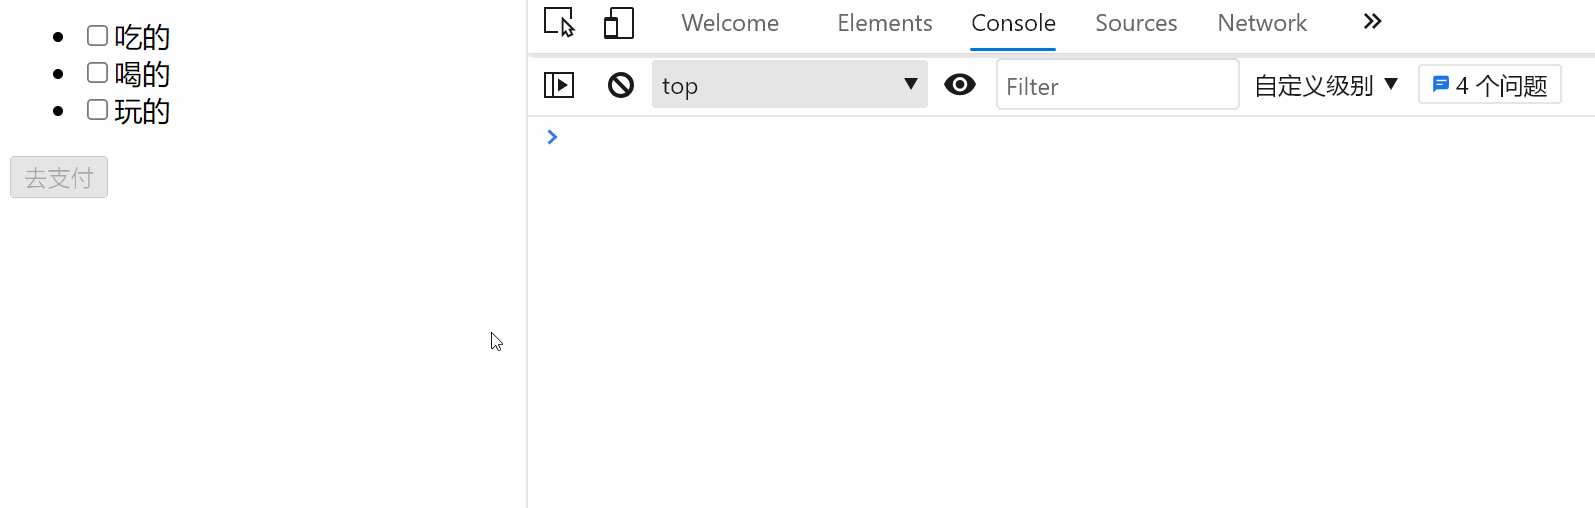 吃的
喝的
玩的
去支付
Welcome Elements Console Sources Network
top Filter 自定义级别 4 个问题